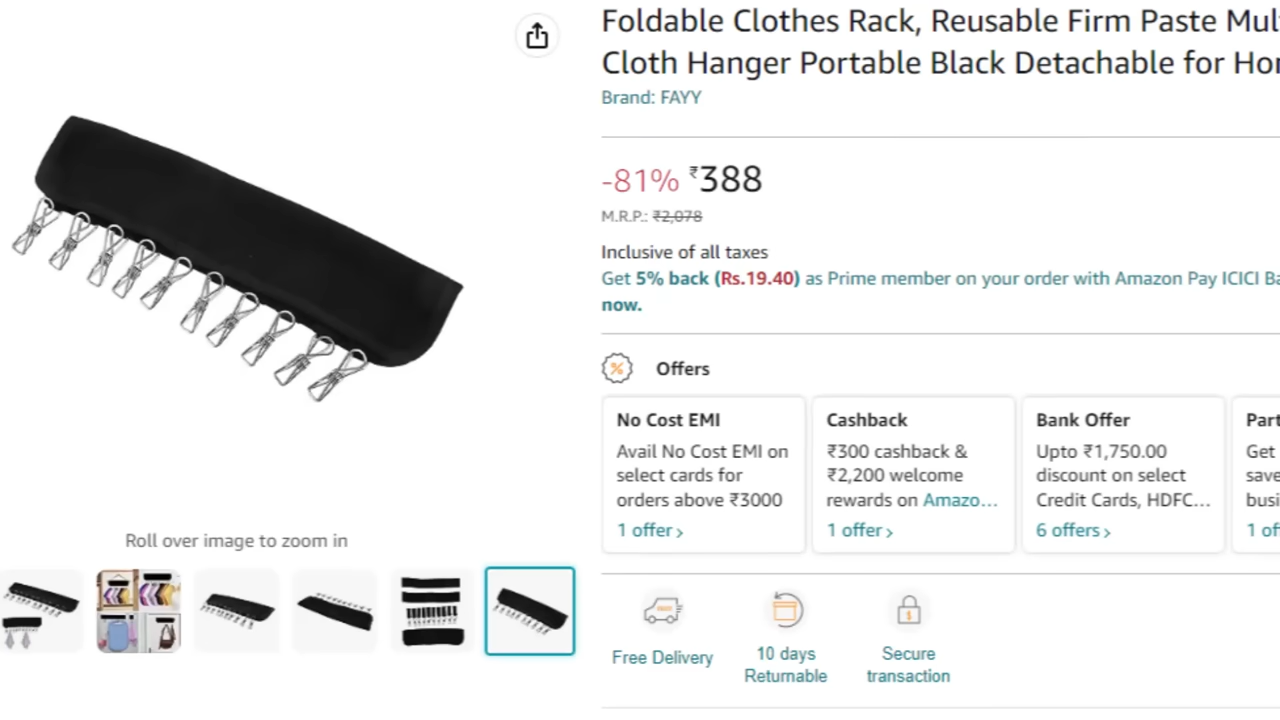 Foldable Clothes Rack, Reusable Firm Paste Mul
Cloth Hanger Portable Black Detachable for Hor
Brand: FAYY
-81% ₹388
M.R.P.: ₹2,078
Inclusive of all taxes
Get 5% back (Rs.19.40) as Prime member on your order with Amazon Pay ICICI Ba
now.
Offers
No Cost EMI
Avail No Cost EMI on
select cards for
orders above ₹3000
1 offer ›
Cashback
₹300 cashback &
₹2,200 welcome
rewards on Amazo...
1 offer ›
Bank Offer
Upto ₹1,750.00
discount on select
Credit Cards, HDFC...
6 offers ›
Part
Get
save
busi
1 of
Roll over image to zoom in
Free Delivery
10 days
Returnable
Secure
transaction